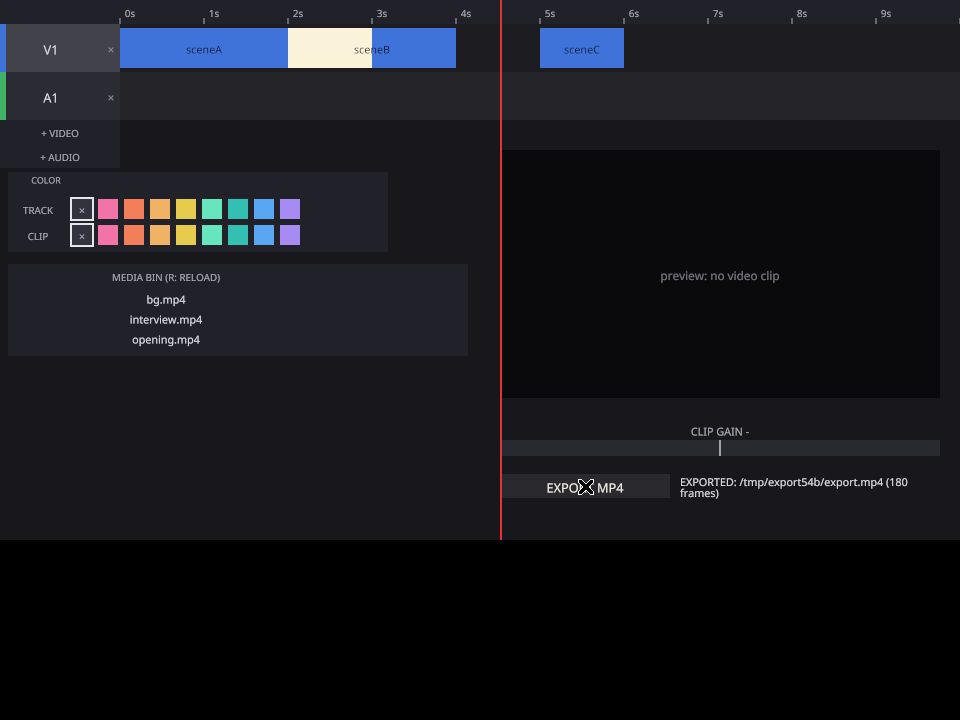 0s 1s 2s 3s 4s 5s 6s 7s 8s 9s
V1 × sceneA sceneB sceneC
A1 ×
+ VIDEO
+ AUDIO
COLOR
TRACK ×
CLIP ×
MEDIA BIN (R: RELOAD)
bg.mp4
interview.mp4
opening.mp4
preview: no video clip
CLIP GAIN -
EXPORT MP4
EXPORTED: /tmp/export54b/export.mp4 (180
frames)